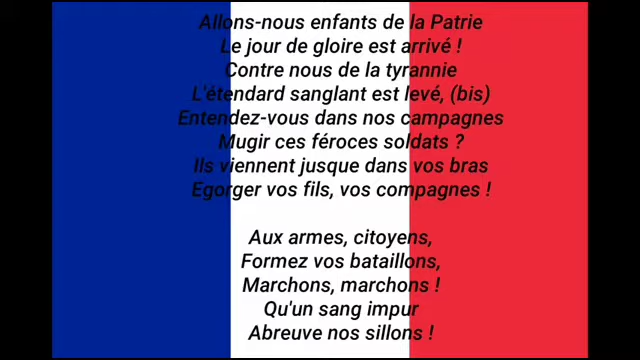 Allons-nous enfants de la Patrie
Le jour de gloire est arrivé !
Contre nous de la tyrannie
L'étendard sanglant est levé, (bis)
Entendez-vous dans nos campagnes
Mugir ces féroces soldats ?
Ils viennent jusque dans vos bras
Egorger vos fils, vos compagnes !
Aux armes, citoyens,
Formez vos bataillons,
Marchons, marchons !
Qu'un sang impur
Abreuve nos sillons !